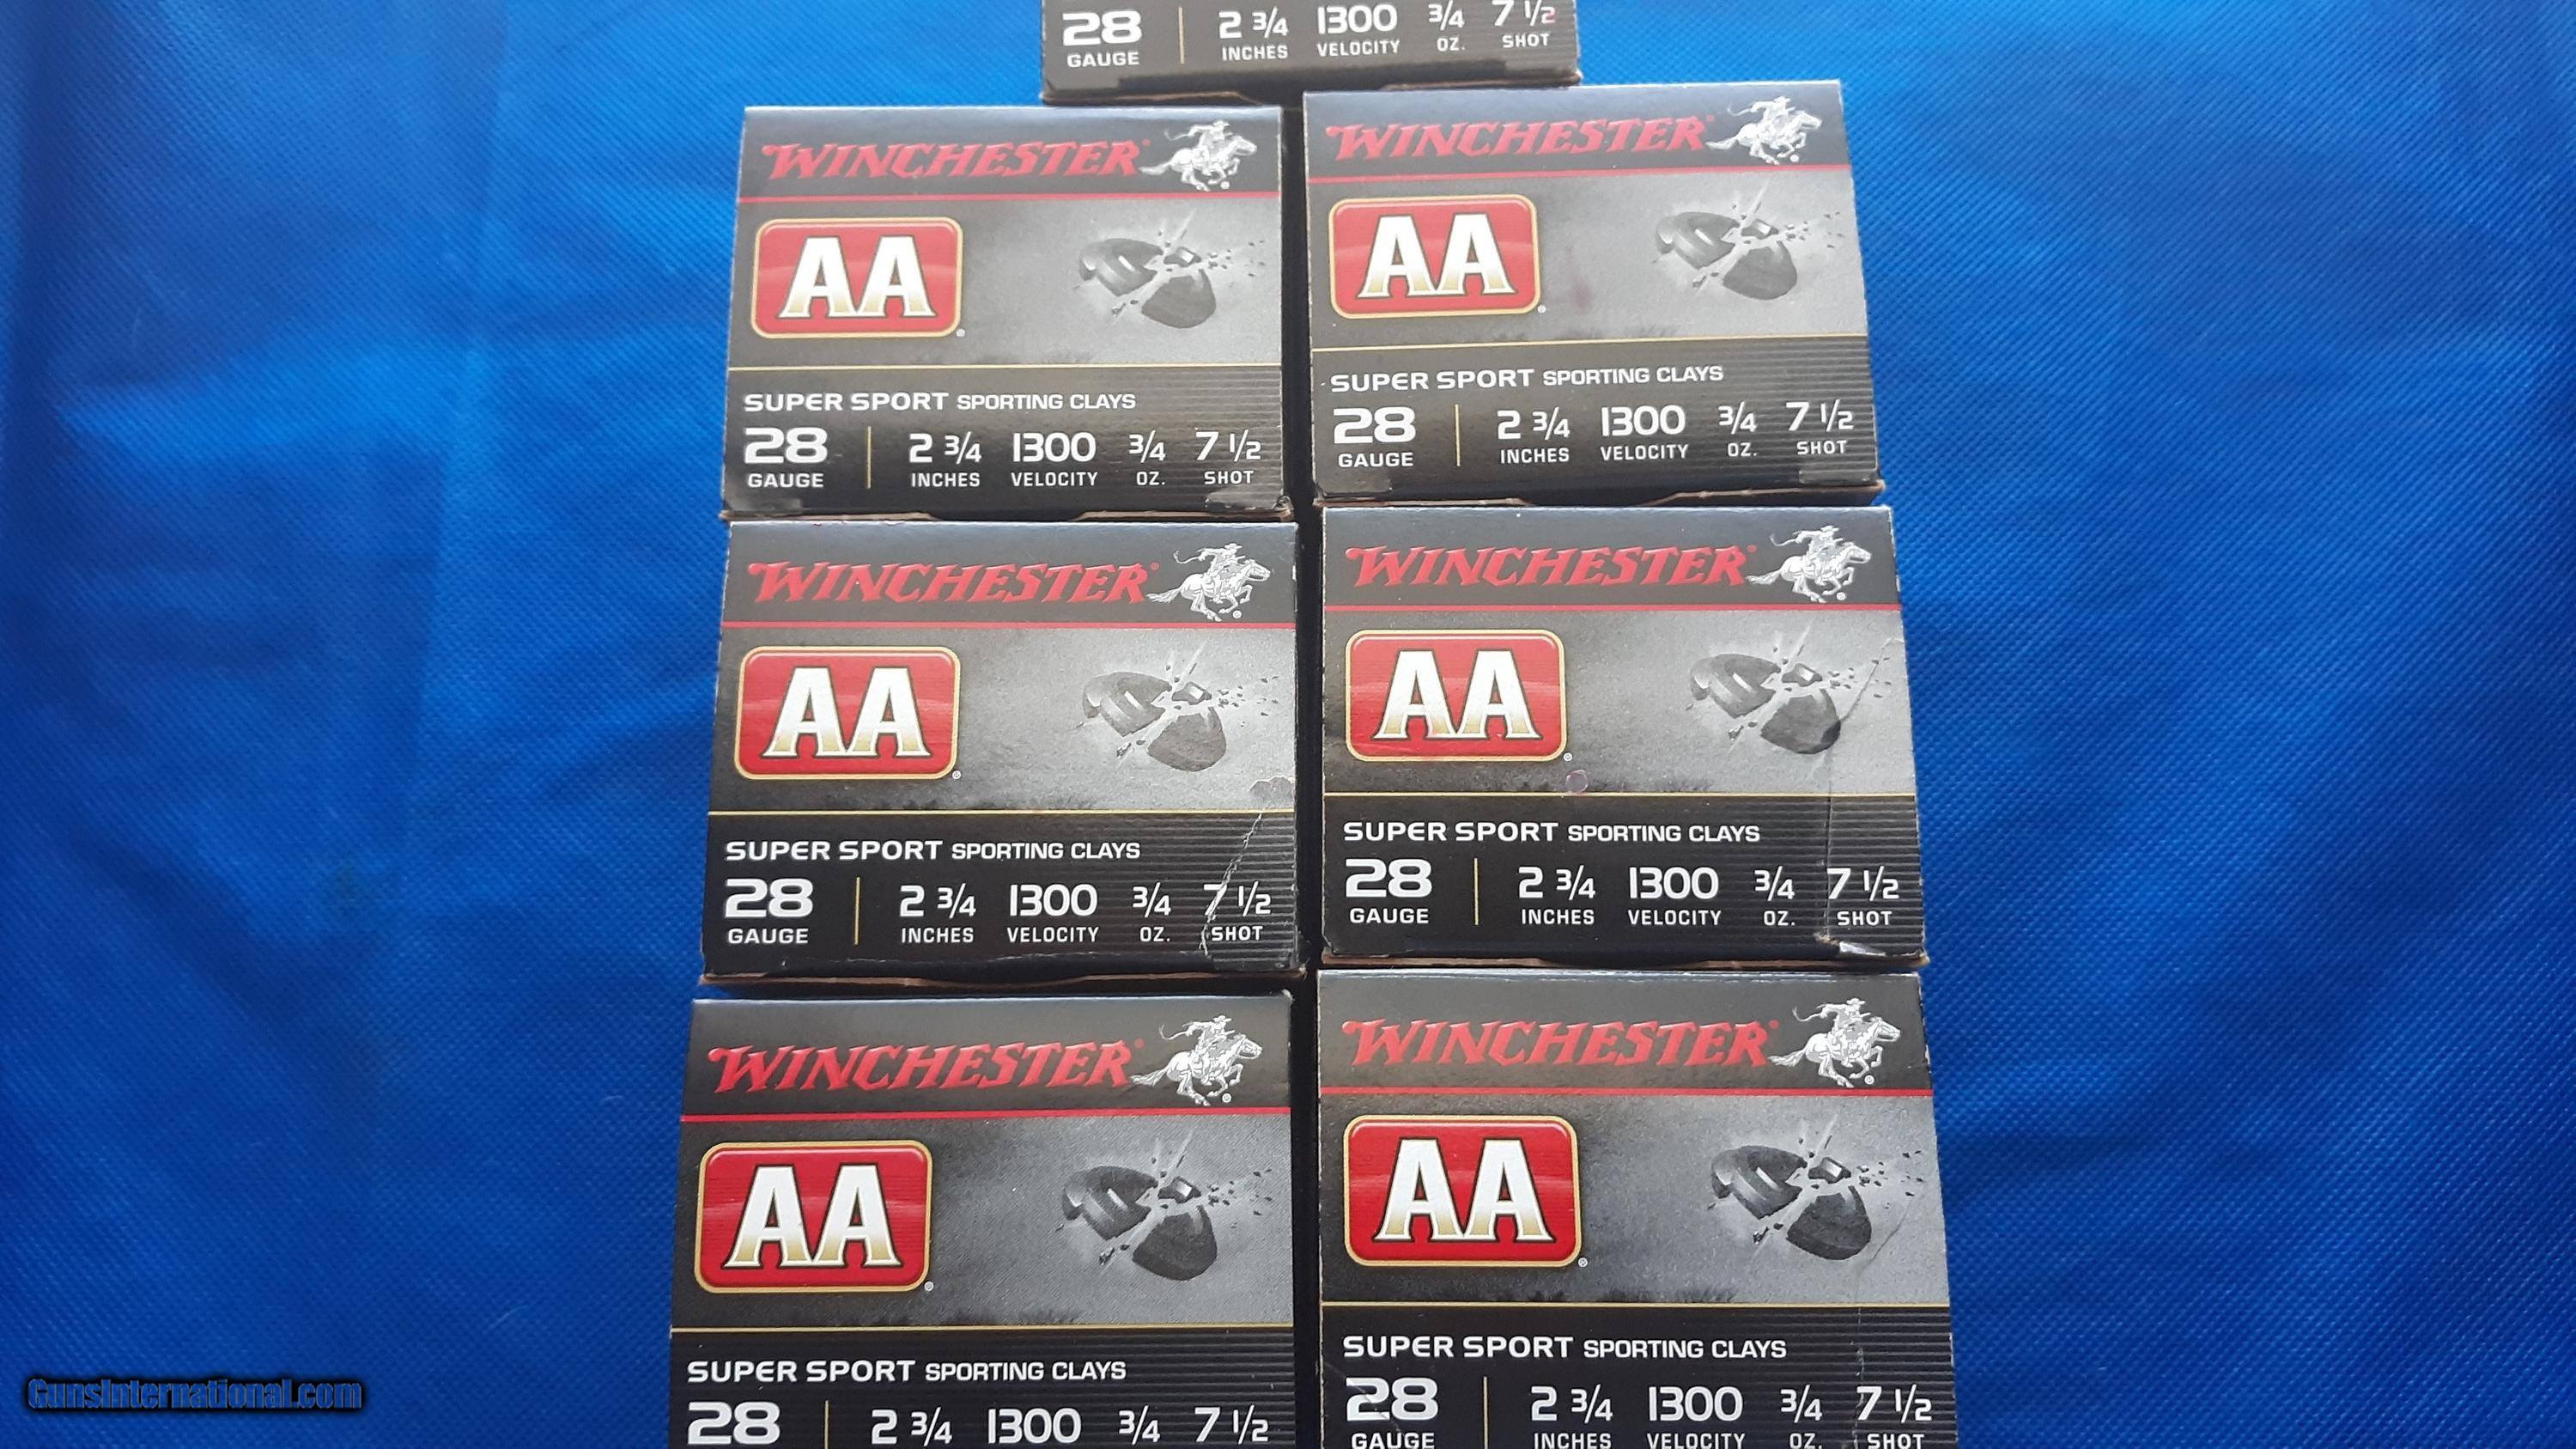 28 2 3/4 1300 3/4 7 1/2
GAUGE INCHES VELOCITY OZ. SHOT
WINCHESTER®
AA®
SUPER SPORT SPORTING CLAYS
28 2 3/4 1300 3/4 7 1/2
GAUGE INCHES VELOCITY OZ. SHOT
WINCHESTER®
AA®
SUPER SPORT SPORTING CLAYS
28 2 3/4 1300 3/4 7 1/2
GAUGE INCHES VELOCITY OZ. SHOT
WINCHESTER®
AA®
SUPER SPORT SPORTING CLAYS
28 2 3/4 1300 3/4 7 1/2
GAUGE INCHES VELOCITY OZ. SHOT
WINCHESTER®
AA®
SUPER SPORT SPORTING CLAYS
28 2 3/4 1300 3/4 7 1/2
GAUGE INCHES VELOCITY OZ. SHOT
WINCHESTER®
AA®
SUPER SPORT SPORTING CLAYS
28 2 3/4 1300 3/4 7 1/2
WINCHESTER®
AA®
SUPER SPORT SPORTING CLAYS
28 2 3/4 1300 3/4 7 1/2
GAUGE INCHES VELOCITY OZ. SHOT
GunsInternational.com